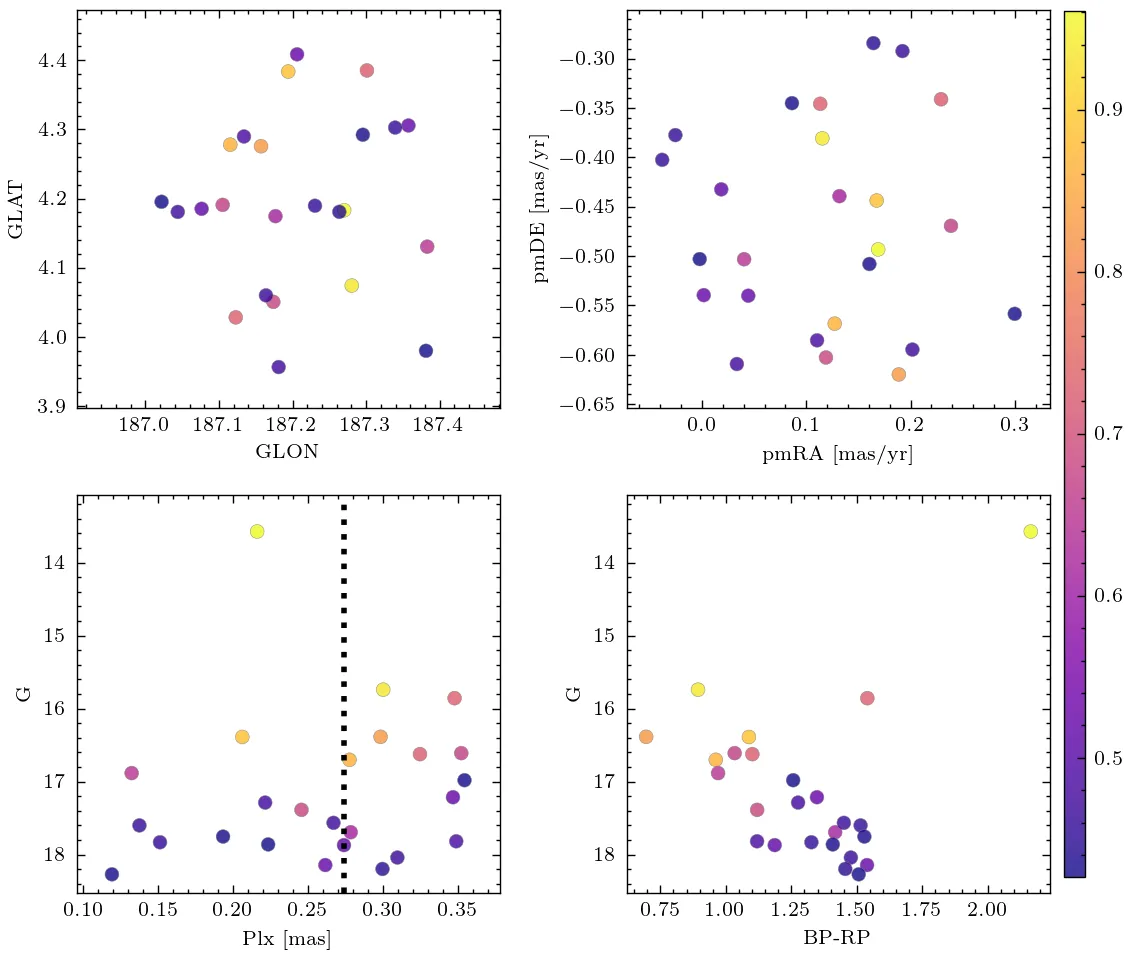 4.4
4.3
4.2
4.1
4.0
3.9
GLAT
187.0 187.1 187.2 187.3 187.4
GLON
−0.30
−0.35
−0.40
−0.45
−0.50
−0.55
−0.60
−0.65
pmDE [mas/yr]
0.0 0.1 0.2 0.3
pmRA [mas/yr]
0.9
0.8
0.7
0.6
0.5
14
15
16
17
18
G
0.10 0.15 0.20 0.25 0.30 0.35
Plx [mas]
14
15
16
17
18
G
0.75 1.00 1.25 1.50 1.75 2.00
BP-RP